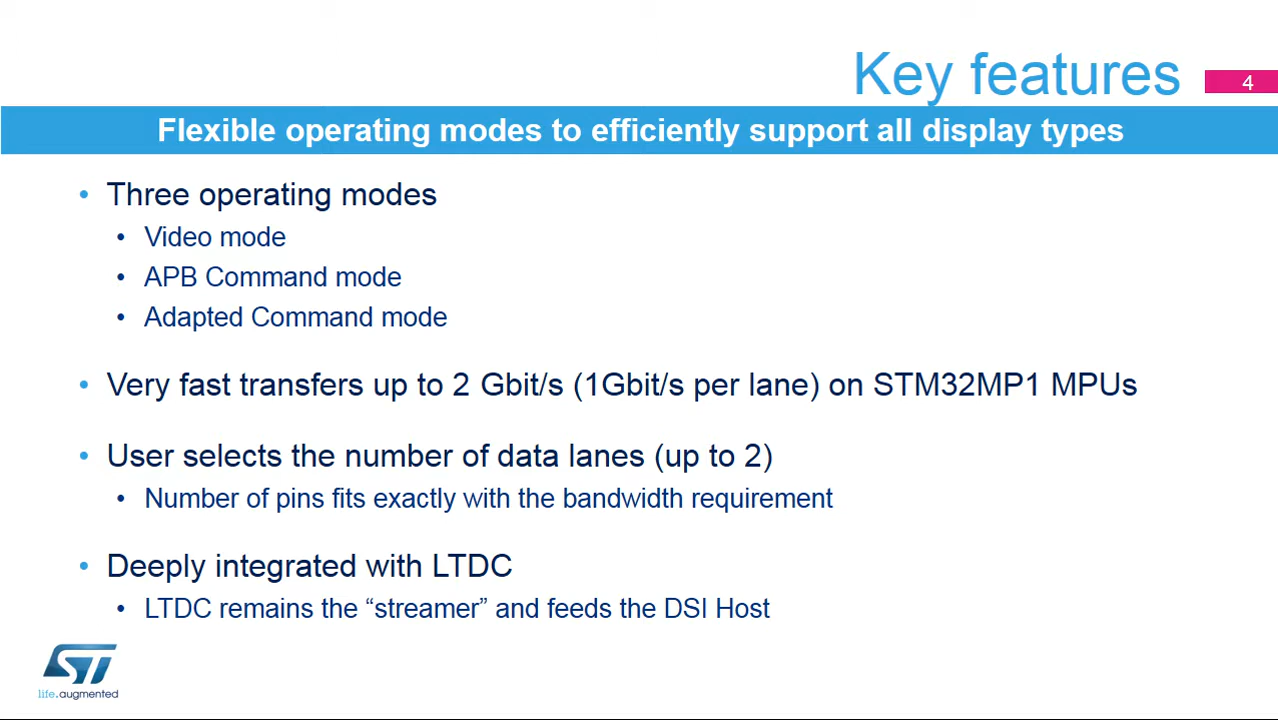 Key features
4
Flexible operating modes to efficiently support all display types
• Three operating modes
• Video mode
• APB Command mode
• Adapted Command mode
• Very fast transfers up to 2 Gbit/s (1Gbit/s per lane) on STM32MP1 MPUs
• User selects the number of data lanes (up to 2)
• Number of pins fits exactly with the bandwidth requirement
• Deeply integrated with LTDC
• LTDC remains the “streamer” and feeds the DSI Host
ST
life.augmented